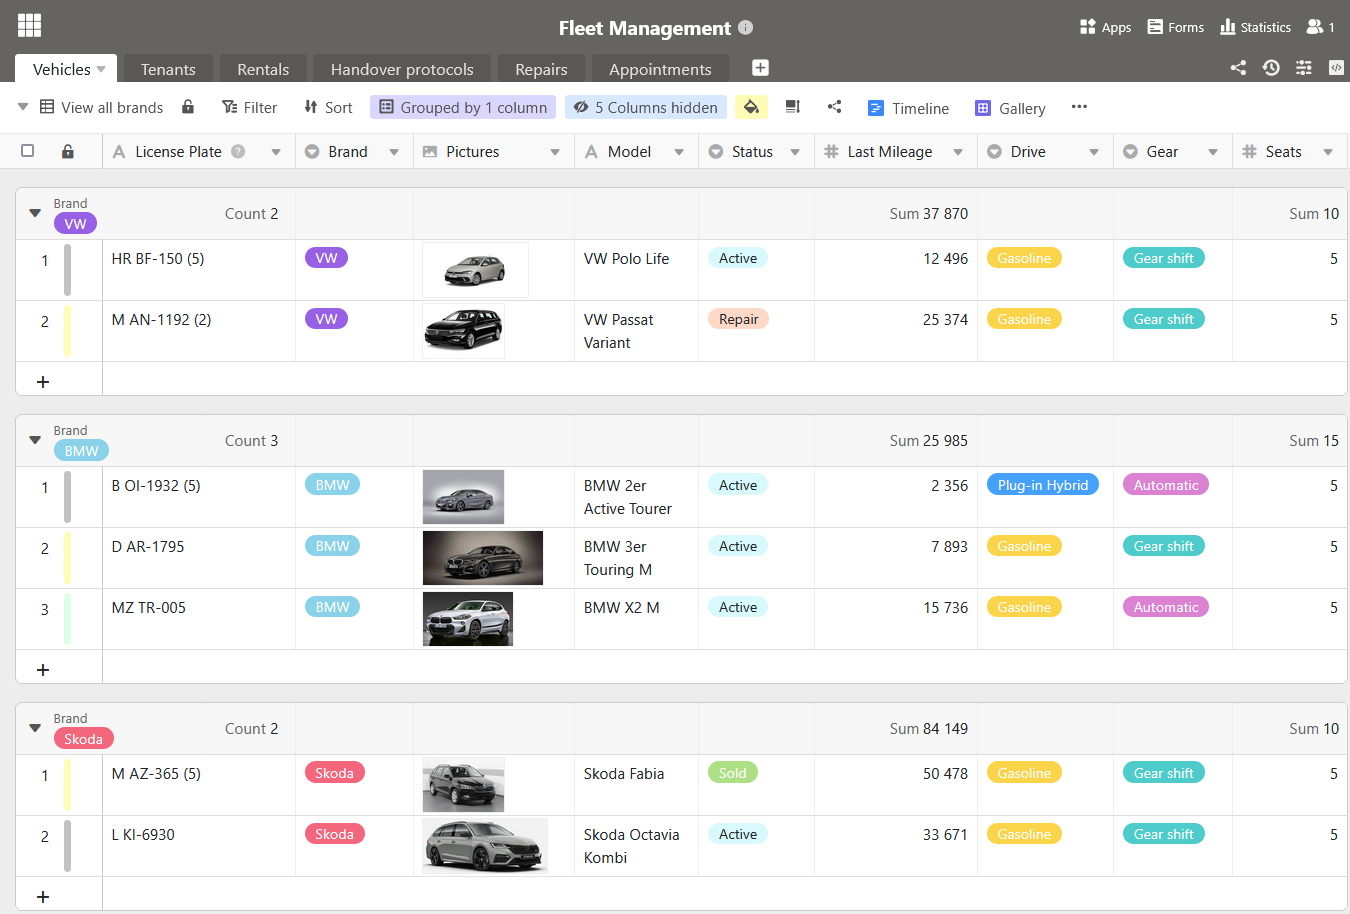 Fleet Management
Apps Forms Statistics 1
Vehicles Tenants Rentals Handover protocols Repairs Appointments
View all brands Filter Sort Grouped by 1 column 5 Columns hidden Timeline Gallery
License Plate Brand Pictures Model Status Last Mileage Drive Gear Seats
Brand
VW Count 2 Sum 37 870 Sum 10
1 HR BF-150 (5) VW VW Polo Life Active 12 496 Gasoline Gear shift 5
2 M AN-1192 (2) VW VW Passat Repair 25 374 Gasoline Gear shift 5
Variant
Brand
BMW Count 3 Sum 25 985 Sum 15
1 B OI-1932 (5) BMW BMW 2er Active 2 356 Plug-in Hybrid Automatic 5
Active Tourer
2 D AR-1795 BMW BMW 3er Active 7 893 Gasoline Gear shift 5
Touring M
3 MZ TR-005 BMW BMW X2 M Active 15 736 Gasoline Automatic 5
Brand
Skoda Count 2 Sum 84 149 Sum 10
1 M AZ-365 (5) Skoda Skoda Fabia Sold 50 478 Gasoline Gear shift 5
2 L KI-6930 Skoda Skoda Octavia Active 33 671 Gasoline Gear shift 5
Kombi